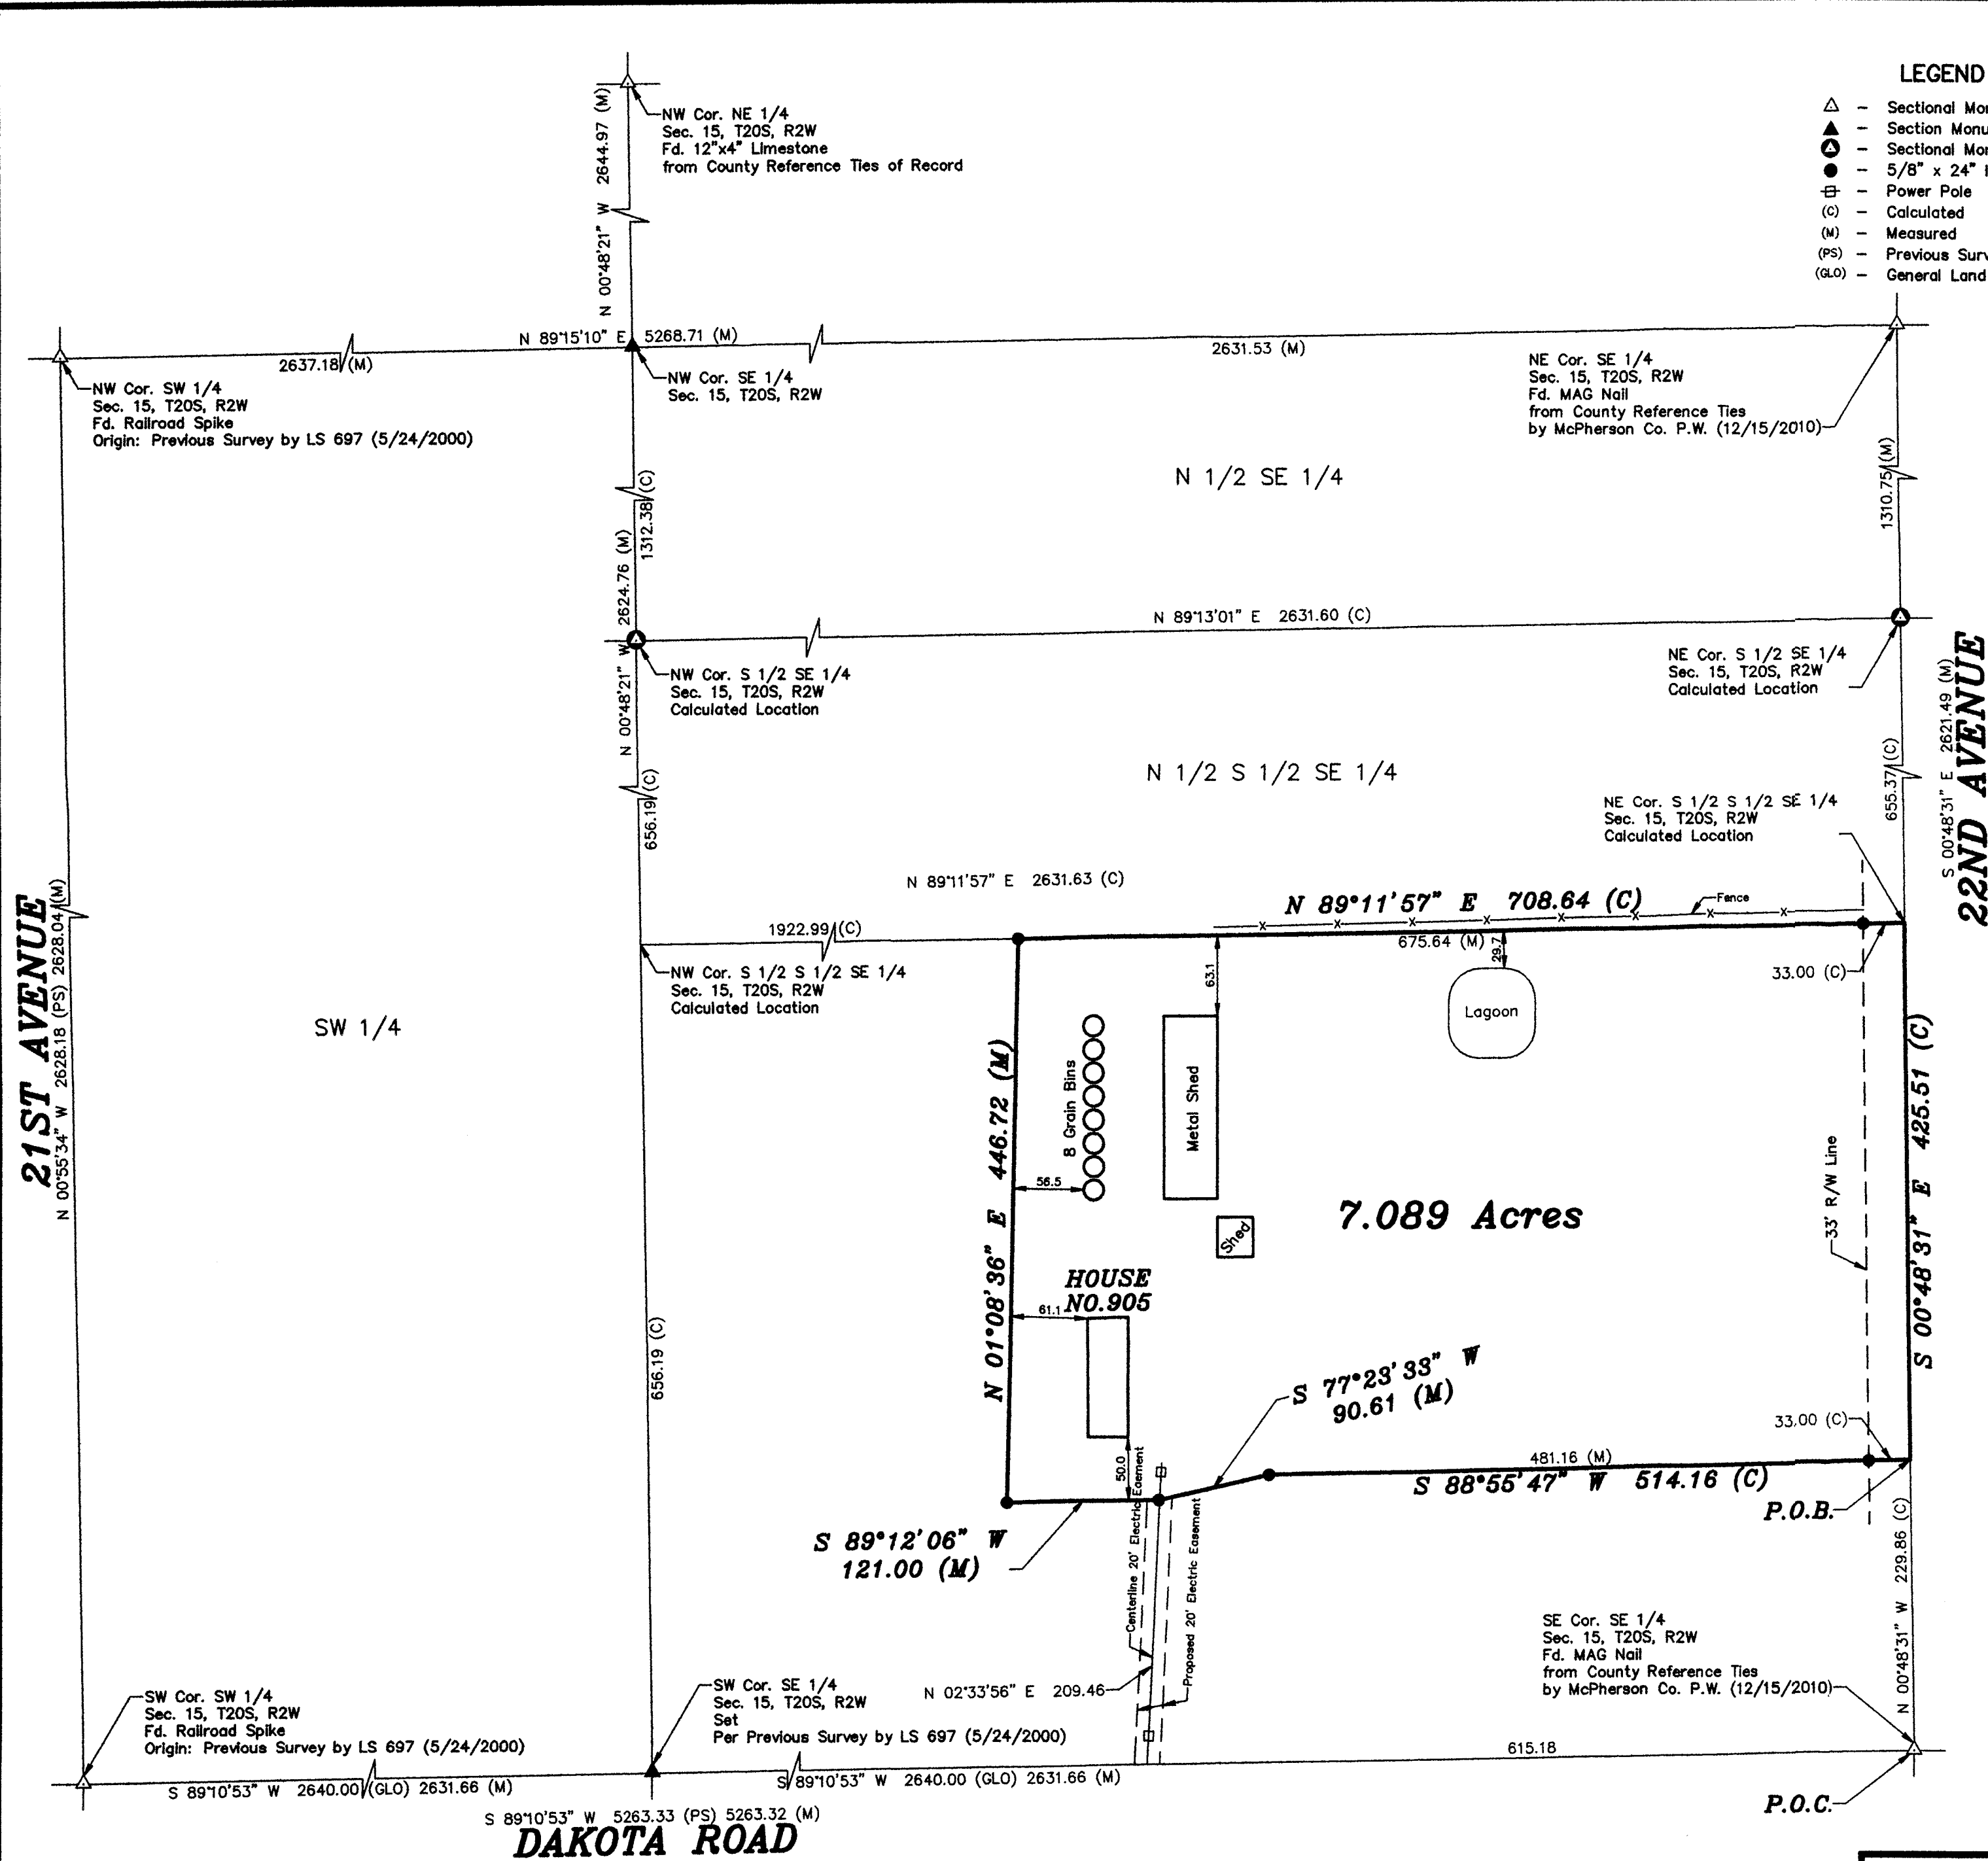 LEGEND
△ - Sectional
▲ - Section
- Sectional
● - 5/8" x 24"
- Power Pole
(C) - Calculated
(M) - Measured
(PS) - Previous
(GLO) - General Land
N 00°48'21" W 2644.97 (M)
NW Cor. NE 1/4
Sec. 15, T20S, R2W
Fd. 12"x4" Limestone
from County Reference Ties of Record
N 89°15'10" E 5268.71 (M)
2637.18 (M)
2631.53 (M)
NW Cor. SW 1/4
Sec. 15, T20S, R2W
Fd. Railroad Spike
Origin: Previous Survey by LS 697 (5/24/2000)
NW Cor. SE 1/4
Sec. 15, T20S, R2W
NE Cor. SE 1/4
Sec. 15, T20S, R2W
Fd. MAG Nail
from County Reference Ties
by McPherson Co. P.W. (12/15/2010)
N 1/2 SE 1/4
1312.38 (C)
1310.75 (M)
N 00°48'21" W 2624.76 (M)
N 89°13'01" E 2631.60 (C)
NW Cor. S 1/2 SE 1/4
Sec. 15, T20S, R2W
Calculated Location
NE Cor. S 1/2 SE 1/4
Sec. 15, T20S, R2W
Calculated Location
S 00°48'31" E 2621.49 (M)
22ND AVENUE
N 1/2 S 1/2 SE 1/4
656.19 (C)
655.37 (C)
NE Cor. S 1/2 S 1/2 SE 1/4
Sec. 15, T20S, R2W
Calculated Location
N 89°11'57" E 2631.63 (C)
N 89°11'57" E 708.64 (C)
Fence
1922.99 (C)
675.64 (M)
29.7
63.1
33.00 (C)
NW Cor. S 1/2 S 1/2 SE 1/4
Sec. 15, T20S, R2W
Calculated Location
21ST AVENUE
N 00°55'34" W 2628.18 (PS) 2628.04 (M)
SW 1/4
Lagoon
8 Grain Bins
Metal Shed
N 01°08'36" E 446.72 (M)
56.5
Shed
7.089 Acres
33' R/W Line
S 00°48'31" E 425.51 (C)
HOUSE
NO.905
61.1
656.19 (C)
S 77°23'33" W
90.61 (M)
50.0
33.00 (C)
481.16 (M)
S 88°55'47" W 514.16 (C)
P.O.B.
S 89°12'06" W
121.00 (M)
Centerline 20' Electric Eaement
Proposed 20' Electric Easement
N 00°48'31" W 229.86 (C)
SE Cor. SE 1/4
Sec. 15, T20S, R2W
Fd. MAG Nail
from County Reference Ties
by McPherson Co. P.W. (12/15/2010)
N 02°33'56" E 209.46
SW Cor. SW 1/4
Sec. 15, T20S, R2W
Fd. Railroad Spike
Origin: Previous Survey by LS 697 (5/24/2000)
SW Cor. SE 1/4
Sec. 15, T20S, R2W
Set
Per Previous Survey by LS 697 (5/24/2000)
615.18
S 89°10'53" W 2640.00 (GLO) 2631.66 (M)
S 89°10'53" W 2640.00 (GLO) 2631.66 (M)
P.O.C.
S 89°10'53" W 5263.33 (PS) 5263.32 (M)
DAKOTA ROAD